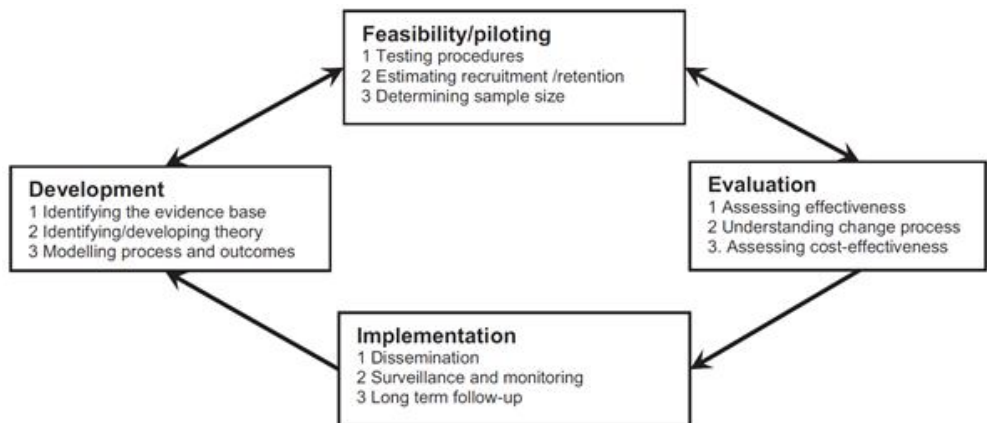 Feasibility/piloting
1 Testing procedures
2 Estimating recruitment /retention
3 Determining sample size
Development
1 Identifying the evidence base
2 Identifying/developing theory
3 Modelling process and outcomes
Evaluation
1 Assessing effectiveness
2 Understanding change process
3. Assessing cost-effectiveness
Implementation
1 Dissemination
2 Surveillance and monitoring
3 Long term follow-up